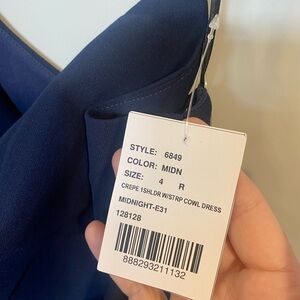 STYLE: 6849
COLOR: MIDN
SIZE: 4 R
CREPE 1SHLDR W/STRP COWL DRESS
MIDNIGHT-E31
128128
888293211132